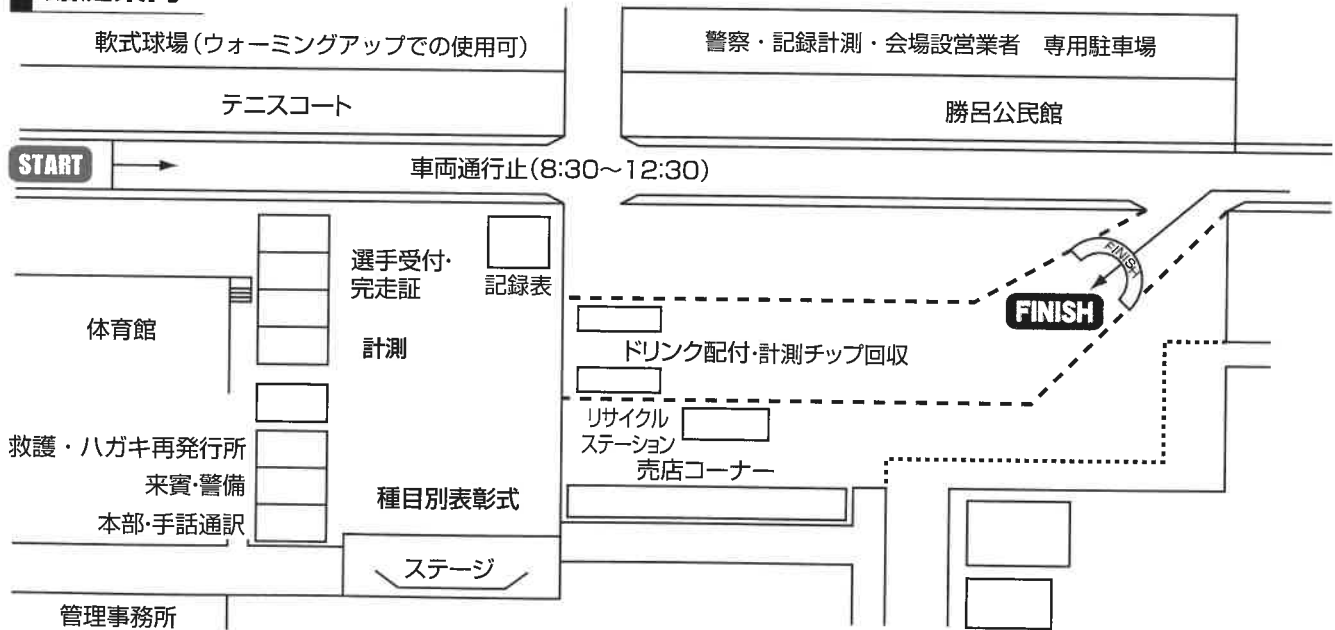 軟式球場(ウォーミングアップでの使用可)
警察・記録計測・会場設営業者　専用駐車場
テニスコート
勝呂公民館
START
車両通行止(8:30～12:30)
選手受付・
完走証
記録表
FINISH
FINISH
体育館
計測
ドリンク配付・計測チップ回収
リサイクル
ステーション
救護・ハガキ再発行所
売店コーナー
来賓・警備
種目別表彰式
本部・手話通訳
ステージ
管理事務所